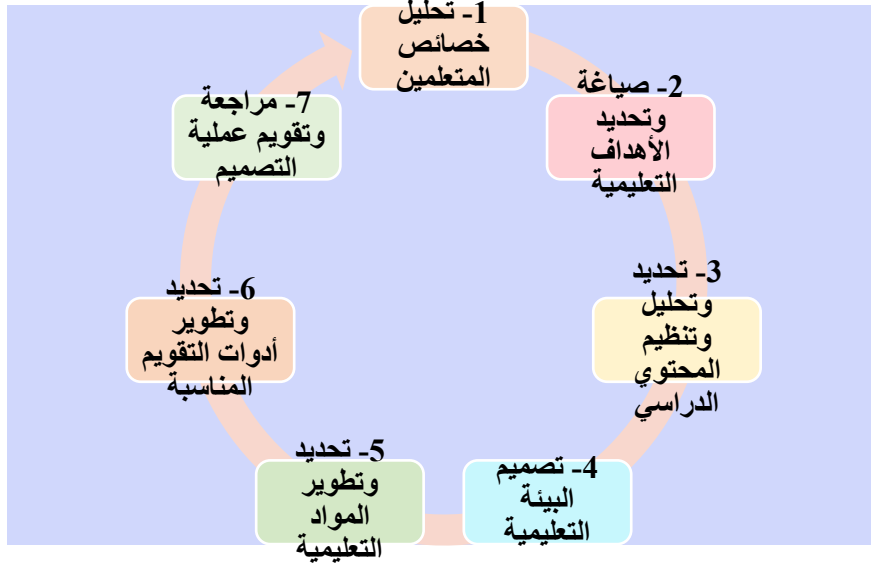 1- تحليل
خصائص
المتعلمين
2- صياغة
وتحديد
الأهداف
التعليمية
3- تحديد
وتحليل
وتنظيم
المحتوي
الدراسي
4- تصميم
البيئة
التعليمية
5- تحديد
وتطوير
المواد
التعليمية
6- تحديد
وتطوير
أدوات التقويم
المناسبة
7- مراجعة
وتقويم عملية
التصميم